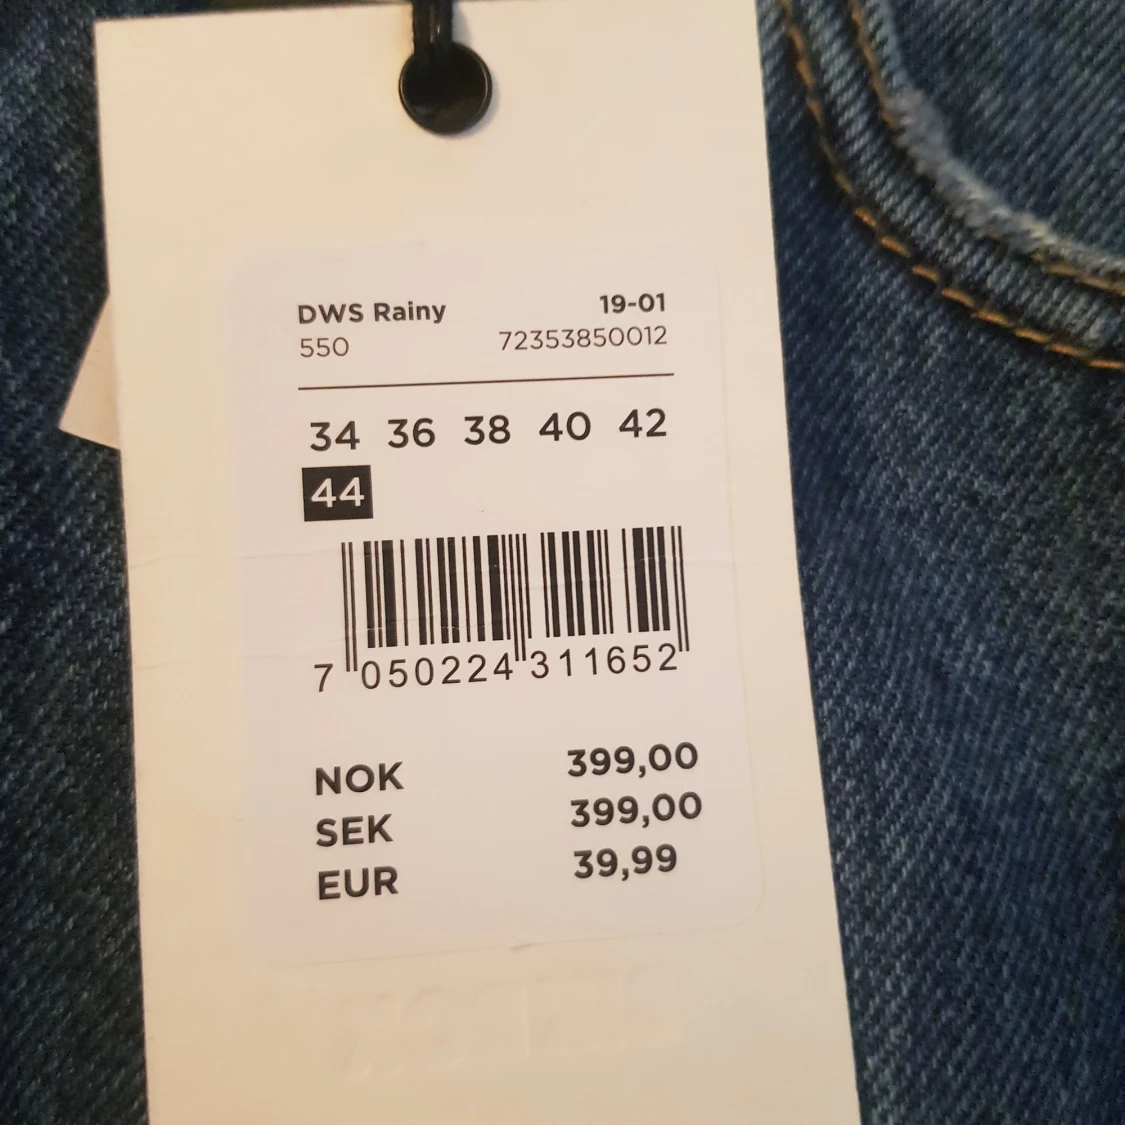 DWS Rainy 19-01
550 72353850012
34 36 38 40 42
44
7 050224 311652
NOK 399,00
SEK 399,00
EUR 39,99